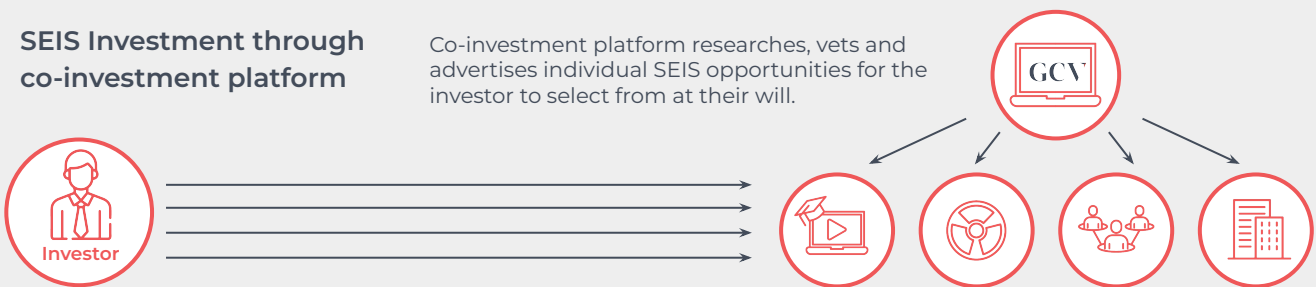 SEIS Investment through
co-investment platform
Co-investment platform researches, vets and
advertises individual SEIS opportunities for the
investor to select from at their will.
GCV
Investor